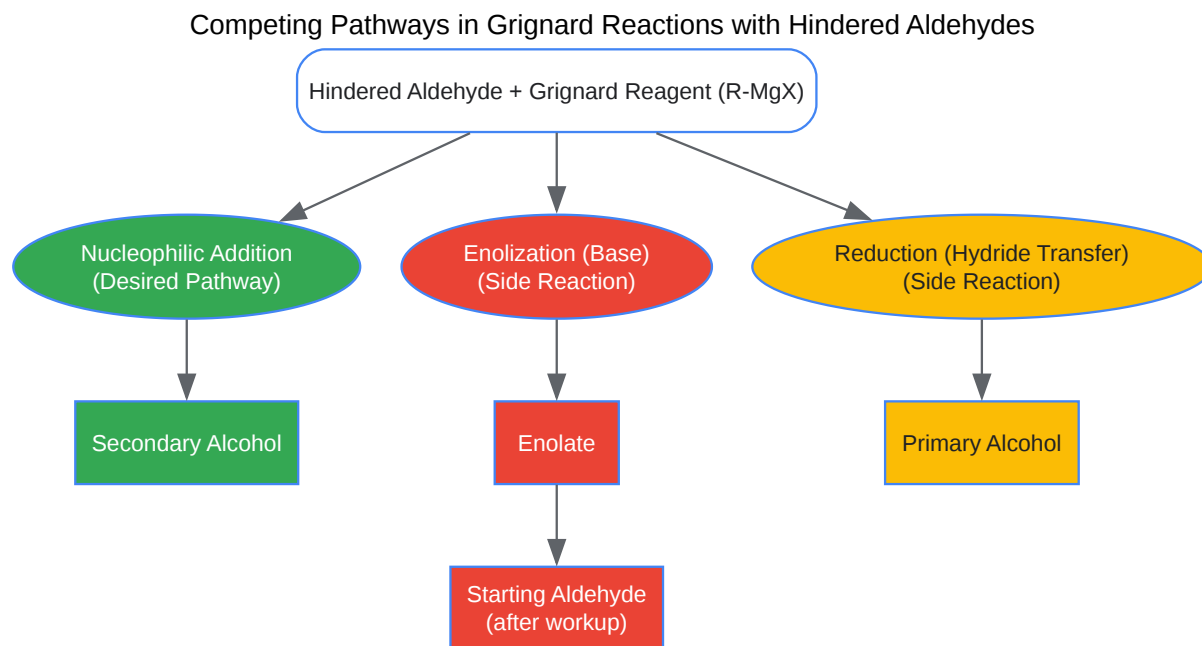 Competing Pathways in Grignard Reactions with Hindered Aldehydes
Hindered Aldehyde + Grignard Reagent (R-MgX)
Nucleophilic Addition
(Desired Pathway)
Enolization (Base)
(Side Reaction)
Reduction (Hydride Transfer)
(Side Reaction)
Secondary Alcohol
Enolate
Primary Alcohol
Starting Aldehyde
(after workup)